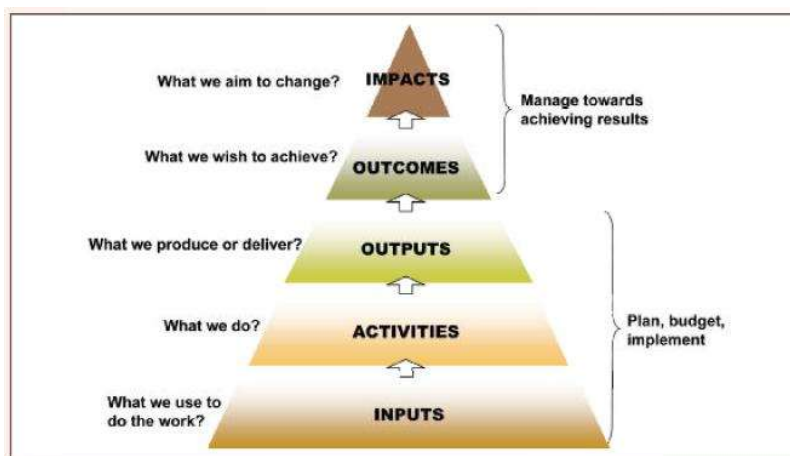 What we aim to change?
IMPACTS
Manage towards
achieving results
What we wish to achieve?
OUTCOMES
What we produce or deliver?
OUTPUTS
What we do?
ACTIVITIES
Plan, budget,
implement
What we use to
do the work?
INPUTS